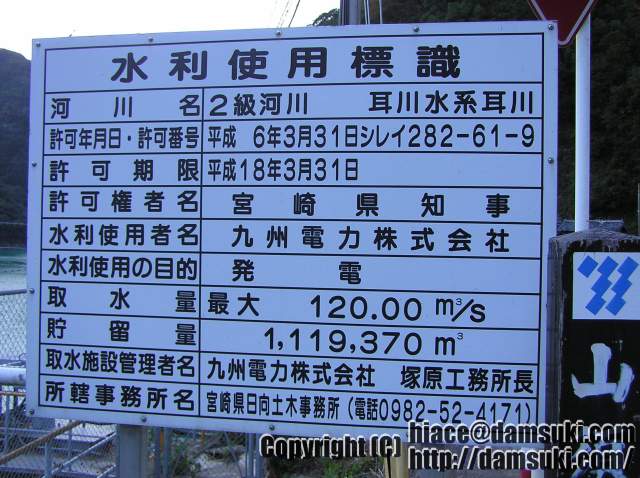 水利使用標識
河川名 2級河川 耳川水系耳川
許可年月日・許可番号 平成 6年3月31日シレイ282-61-9
許可期限 平成18年3月31日
許可権者名 宮崎県知事
水利使用者名 九州電力株式会社
水利使用の目的 発電
取水量 最大 120.00 m³/s
貯留量 1,119,370 m³
取水施設管理者名 九州電力株式会社 塚原工務所長
所轄事務所名 宮崎県日向土木事務所（電話0982-52-4171）
山
Copyright (C) hiace@damsuki.com
http://damsuki.com/